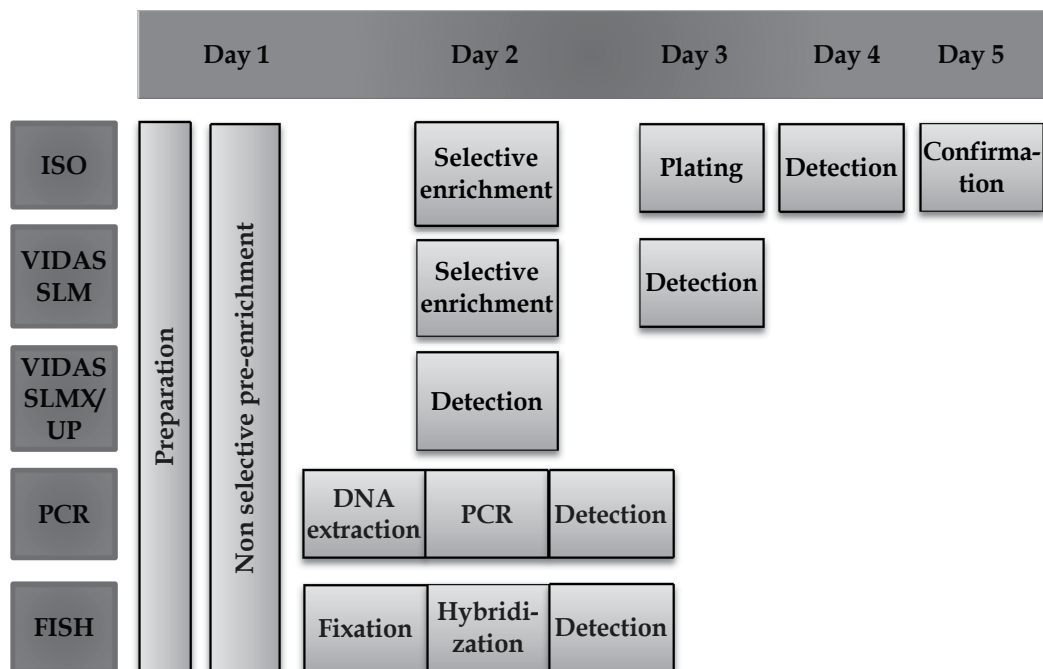 Day 1
Day 2
Day 3
Day 4
Day 5
Preparation
Non selective pre-enrichment
ISO
Selective
enrichment
Plating
Detection
Confirma-
tion
VIDAS
SLM
Selective
enrichment
Detection
VIDAS
SLMX/
UP
Detection
PCR
DNA
extraction
PCR
Detection
FISH
Fixation
Hybridi-
zation
Detection